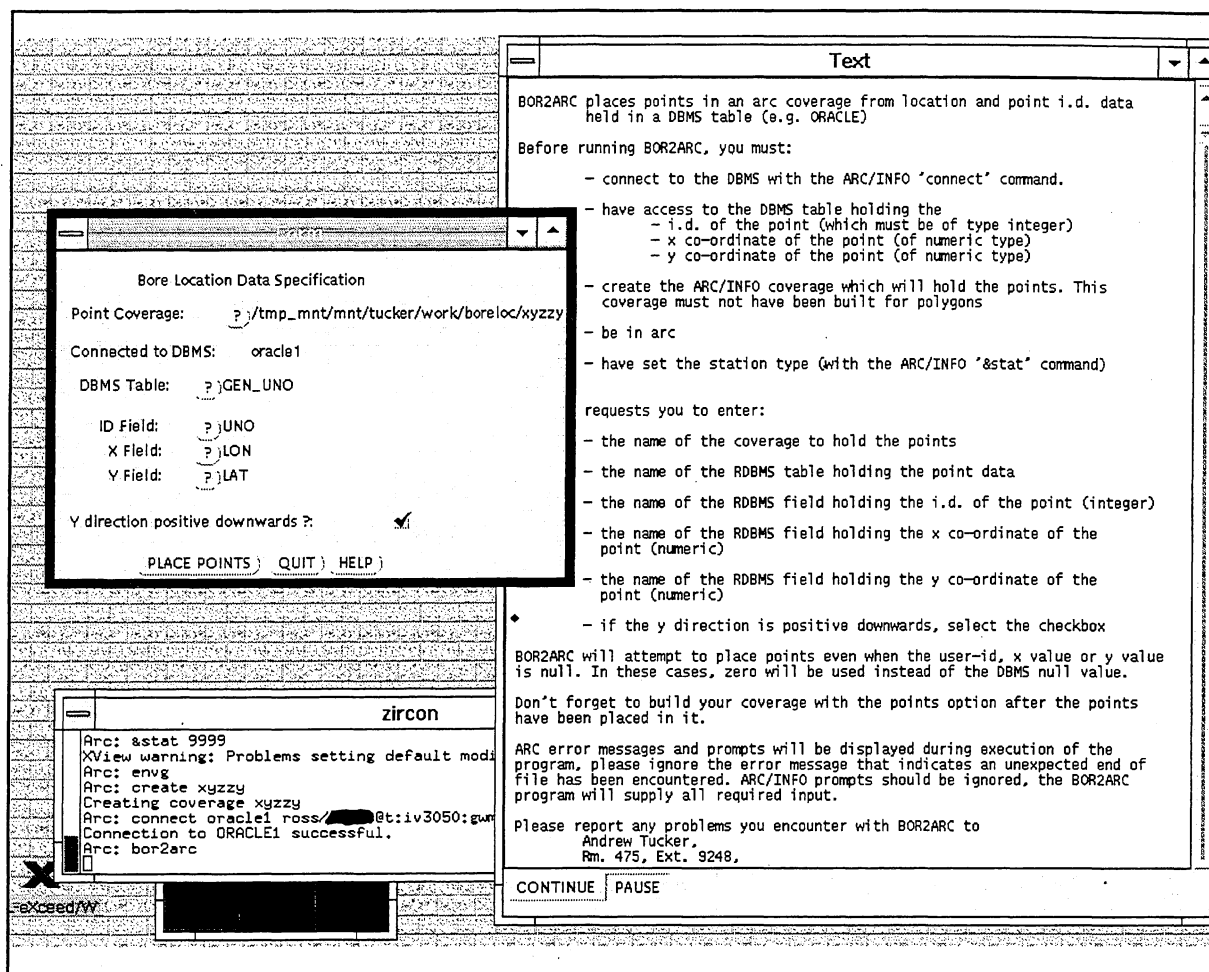 Text
BOR2ARC places points in an arc coverage from location and point i.d. data
held in a DBMS table (e.g. ORACLE)
Before running BOR2ARC, you must:
- connect to the DBMS with the ARC/INFO 'connect' command.
- have access to the DBMS table holding the
- i.d. of the point (which must be of type integer)
- x co-ordinate of the point (of numeric type)
- y co-ordinate of the point (of numeric type)
- create the ARC/INFO coverage which will hold the points. This
coverage must not have been built for polygons
- be in arc
- have set the station type (with the ARC/INFO '&stat' command)
requests you to enter:
- the name of the coverage to hold the points
- the name of the RDBMS table holding the point data
- the name of the RDBMS field holding the i.d. of the point (integer)
- the name of the RDBMS field holding the x co-ordinate of the
point (numeric)
- the name of the RDBMS field holding the y co-ordinate of the
point (numeric)
- if the y direction is positive downwards, select the checkbox
BOR2ARC will attempt to place points even when the user-id, x value or y value
is null. In these cases, zero will be used instead of the DBMS null value.
Don't forget to build your coverage with the points option after the points
have been placed in it.
ARC error messages and prompts will be displayed during execution of the
program, please ignore the error message that indicates an unexpected end of
file has been encountered. ARC/INFO prompts should be ignored, the BOR2ARC
program will supply all required input.
Please report any problems you encounter with BOR2ARC to
Andrew Tucker,
Rm. 475, Ext. 9248,
CONTINUE PAUSE
Bore Location Data Specification
Point Coverage: ? /tmp_mnt/mnt/tucker/work/boreloc/xyzzy
Connected to DBMS: oracle1
DBMS Table: ? GEN_UNO
ID Field: ? UNO
X Field: ? LON
Y Field: ? LAT
Y direction positive downwards ?: ✔
PLACE POINTS QUIT HELP
zircon
Arc: &stat 9999
XView warning: Problems setting default modi
Arc: envg
Arc: create xyzzy
Creating coverage xyzzy
Arc: connect oracle1 ross/ @t:iv3050:gwm
Connection to ORACLE1 successful.
Arc: bor2arc
X
eXceed/W